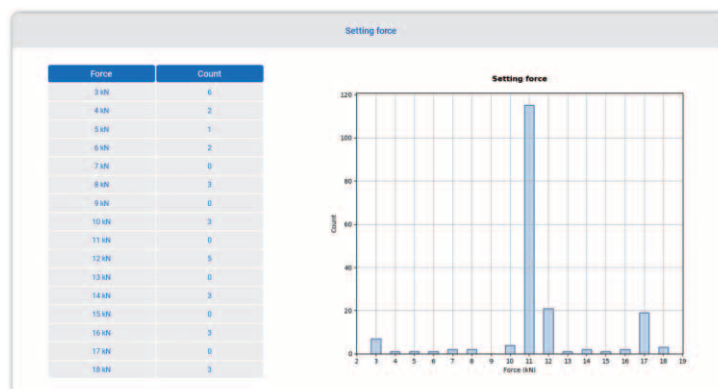 Setting force
Force Count
3 kN 6
4 kN 2
5 kN 1
6 kN 2
7 kN 0
8 kN 3
9 kN 0
10 kN 3
11 kN 0
12 kN 5
13 kN 0
14 kN 3
15 kN 0
16 kN 3
17 kN 0
18 kN 3
Setting force
120
100
80
60
40
20
0
Count
2 3 4 5 6 7 8 9 10 11 12 13 14 15 16 17 18 19
Force (kN)